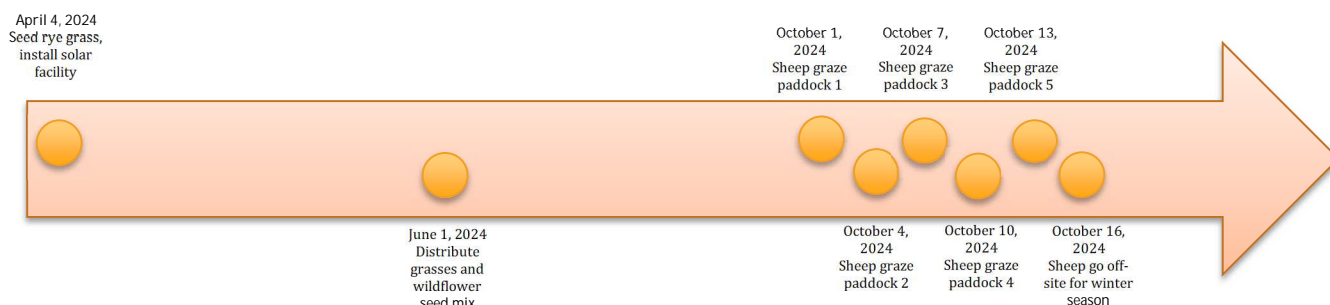 April 4, 2024
Seed rye grass,
install solar
facility
June 1, 2024
Distribute
grasses and
wildflower
seed mix
October 1,
2024
Sheep graze
paddock 1
October 4,
2024
Sheep graze
paddock 2
October 7,
2024
Sheep graze
paddock 3
October 10,
2024
Sheep graze
paddock 4
October 13,
2024
Sheep graze
paddock 5
October 16,
2024
Sheep go off-
site for winter
season